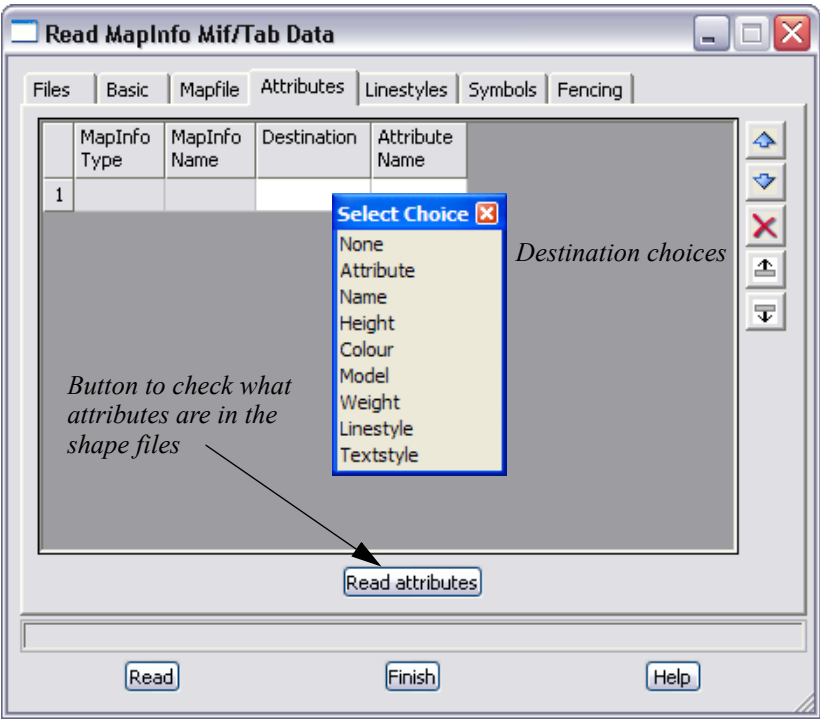 Read MapInfo Mif/Tab Data
Files Basic Mapfile Attributes Linestyles Symbols Fencing
MapInfo Type MapInfo Name Destination Attribute Name
1
Select Choice
None
Attribute
Name
Height
Colour
Model
Weight
Linestyle
Textstyle
Destination choices
Button to check what
attributes are in the
shape files
Read attributes
Read Finish Help